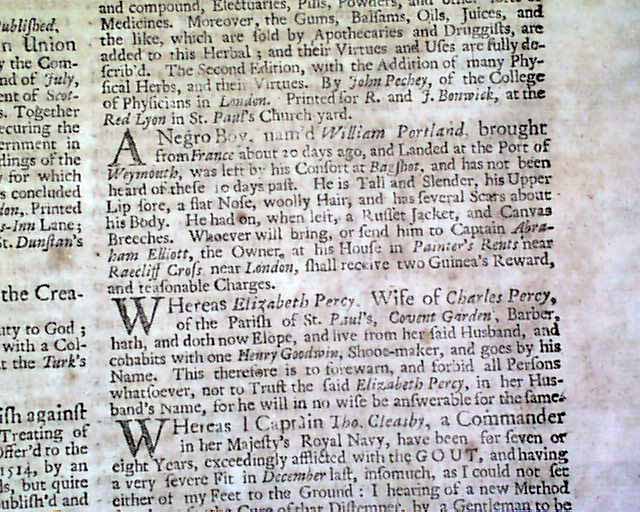 ublished,
n Union
y the Com-
nd of July,
ent of Scot-
s. Together
ecuring the
ernment in
dings of the
y for which
s concluded
don, Printed
s-Inn Lane;
St. Dunstan's
the Crea-
uty to God;
with a Col-
t the Turk's
ish against
Treating of
Offer'd to the
1514, by an
ls, but quite
ublish'd and
and compound, Electuaries, Pills, Powders, and other
Medicines. Moreover, the Gums, Balsams, Oils, Juices, and
the like, which are sold by Apothecaries and Druggists, are
added to this Herbal; and their Virtues and Uses are fully de-
scrib'd. The Second Edition, with the Addition of many Phy-
sical Herbs, and their Virtues. By John Pechey, of the College
of Physicians in London. Printed for R. and J. Bonwick, at the
Red Lyon in St. Paul's Church yard.
A Negro Boy, nam'd William Portland, brought
from France about 20 days ago, and Landed at the Port of
Weymouth, was left by his Consort at Bagshot, and has not been
heard of these 10 days past. He is Tall and Slender, his Upper
Lip sore, a flat Nose, woolly Hair, and has several Scars about
his Body. He had on, when left, a Russet Jacket, and Canvas
Breeches. Whoever will bring, or send him to Captain Abra-
ham Elliott, the Owner, at his House in Painter's Rents near
Raecliff Cross near London, shall receive two Guinea's Reward,
and reasonable Charges.
WHereas Elizabeth Percy, Wife of Charles Percy,
of the Parish of St. Paul's, Covent Garden, Barber,
hath, and doth now Elope, and live from her said Husband, and
cohabits with one Henry Goodwin, Shooe-maker, and goes by his
Name. This therefore is to forewarn, and forbid all Persons
whatsoever, not to Trust the said Elizabeth Percy, in her Hus-
band's Name, for he will in no wise be answerable for the same.
WHereas I Captain Tho. Cleasby, a Commander
in her Majesty's Royal Navy, have been, for seven or
eight Years, exceedingly afflicted with the GOUT, and having
a very severe Fit in December last, insomuch, as I could not set
either of my Feet to the Ground: I hearing of a new Method
the Cure of that Distemper, by a Gentleman to be